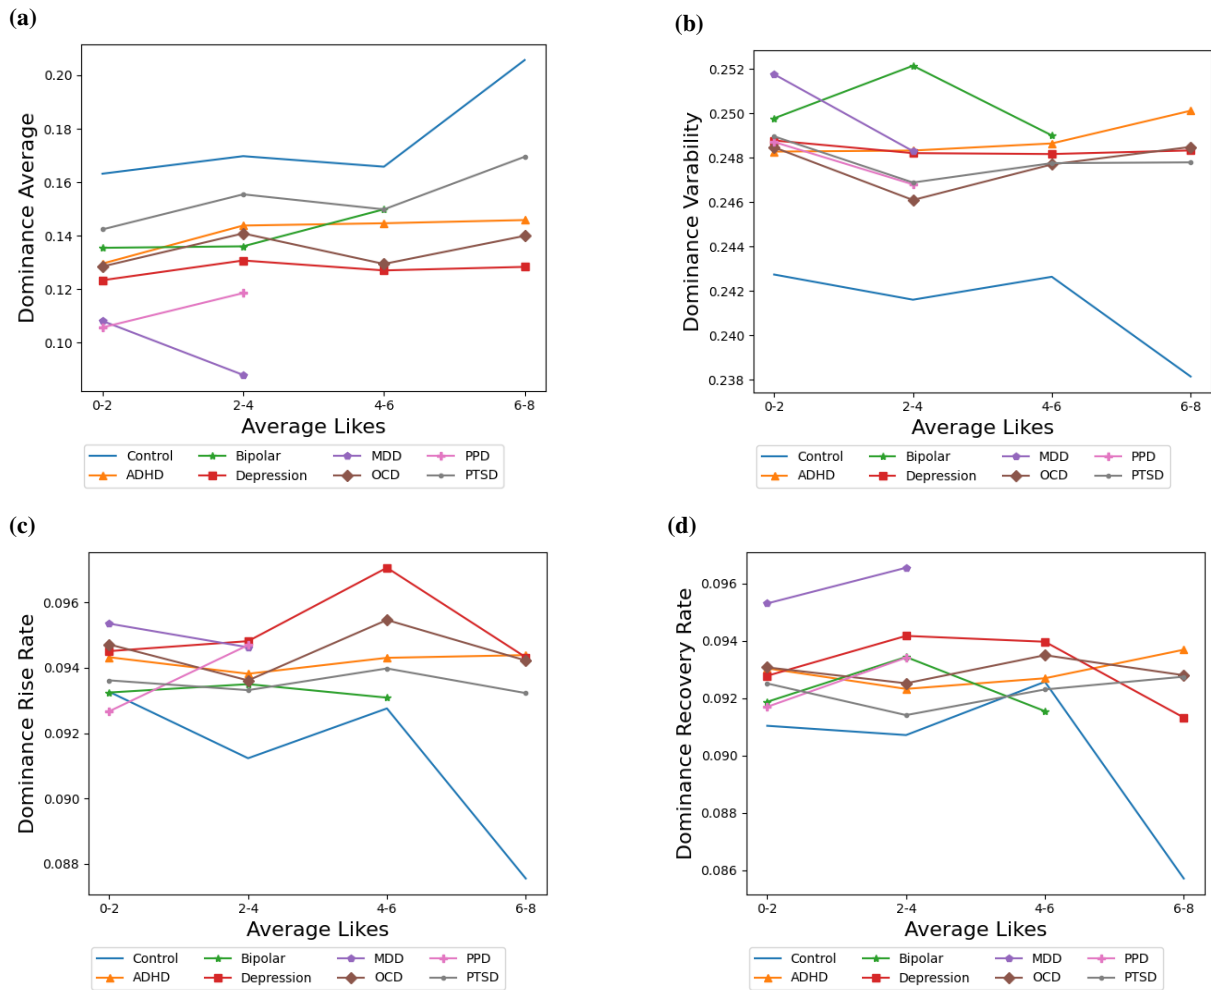 (a)
0.20
0.18
0.16
0.14
0.12
0.10
Dominance Average
0-2 2-4 4-6 6-8
Average Likes
Control Bipolar MDD PPD
ADHD Depression OCD PTSD
(b)
0.252
0.250
0.248
0.246
0.244
0.242
0.240
0.238
Dominance Varability
0-2 2-4 4-6 6-8
Average Likes
Control Bipolar MDD PPD
ADHD Depression OCD PTSD
(c)
0.096
0.094
0.092
0.090
0.088
Dominance Rise Rate
0-2 2-4 4-6 6-8
Average Likes
Control Bipolar MDD PPD
ADHD Depression OCD PTSD
(d)
0.096
0.094
0.092
0.090
0.088
0.086
Dominance Recovery Rate
0-2 2-4 4-6 6-8
Average Likes
Control Bipolar MDD PPD
ADHD Depression OCD PTSD